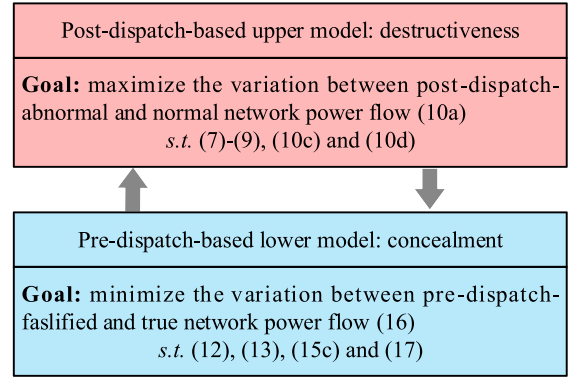 Post-dispatch-based upper model: destructiveness
Goal: maximize the variation between post-dispatch-
abnormal and normal network power flow (10a)
s.t. (7)-(9), (10c) and (10d)
Pre-dispatch-based lower model: concealment
Goal: minimize the variation between pre-dispatch-
faslified and true network power flow (16)
s.t. (12), (13), (15c) and (17)